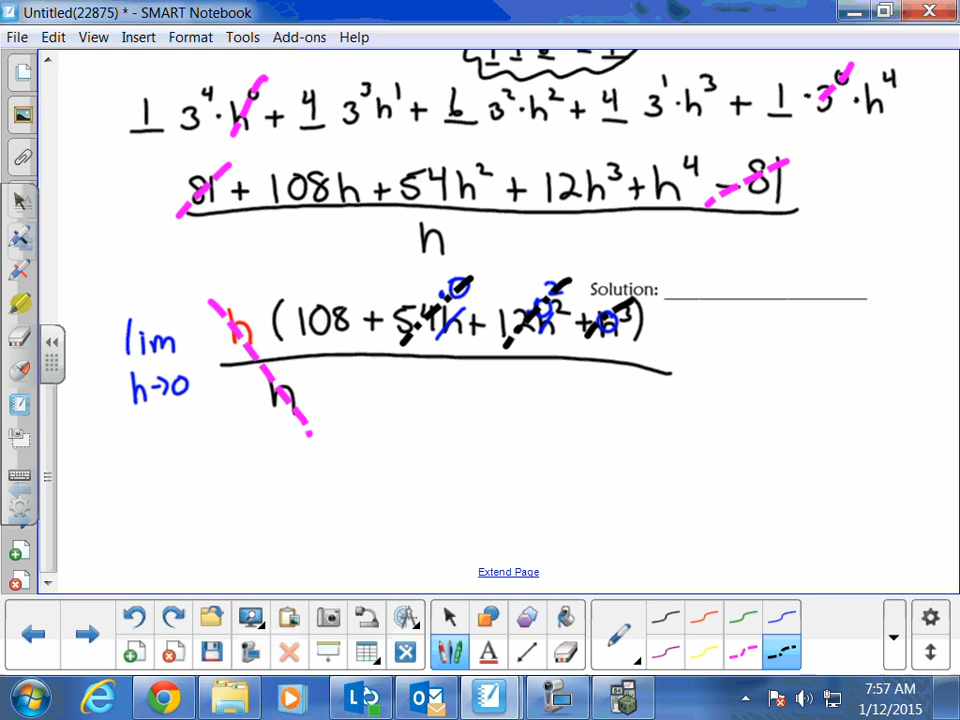 Untitled(22875) * - SMART Notebook
File Edit View Insert Format Tools Add-ons Help
1 3⁴ · h⁰ + 4 3³h¹ + 6 3² · h² + 4 3¹ · h³ + 1 · 3⁰ · h⁴
81 + 108h + 54h² + 12h³ + h⁴ - 81
h
Solution: ____________________
lim h→0
h (108 + 54h + 12h² + h³)
h
Extend Page
7:57 AM
1/12/2015